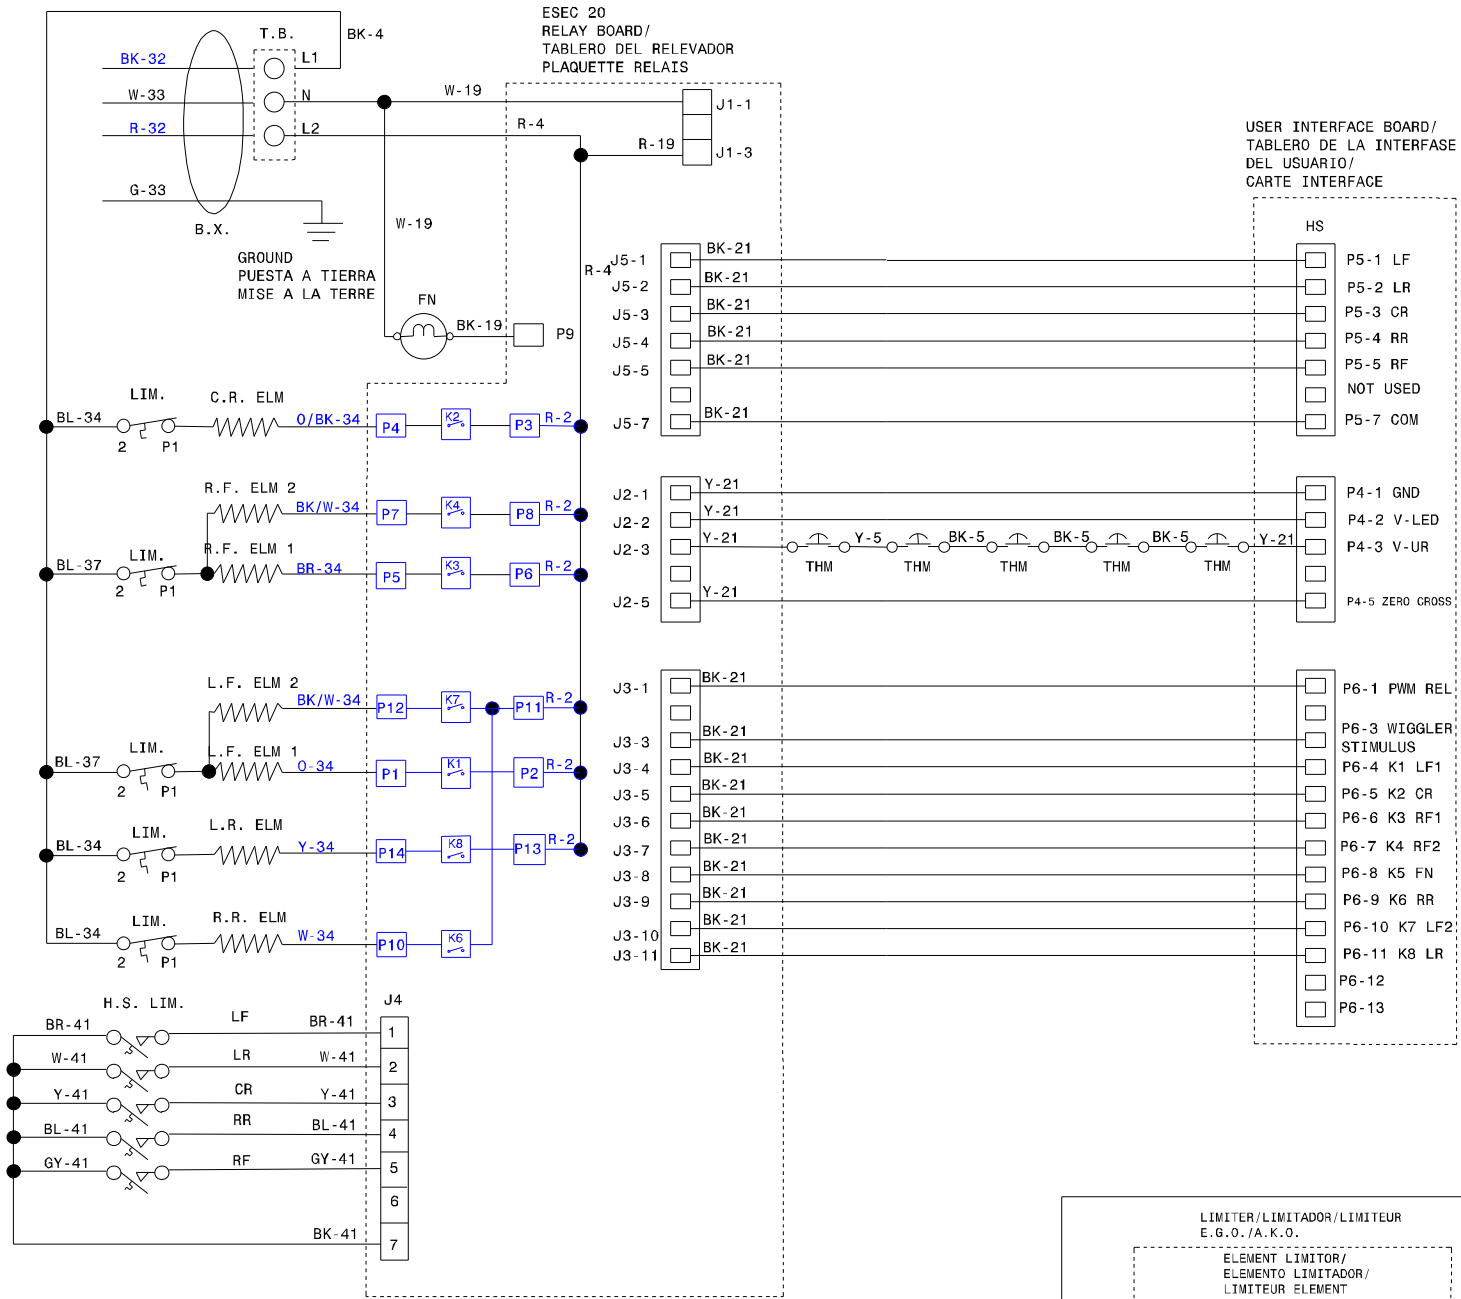 ESEC 20
RELAY BOARD/
TABLERO DEL RELEVADOR
PLAQUETTE RELAIS
T.B.
BK-4
BK-32
L1
W-33
N
W-19
J1-1
R-32
L2
R-4
R-19
J1-3
G-33
B.X.
W-19
GROUND
PUESTA A TIERRA
MISE A LA TERRE
R-4
FN
BK-19
P9
USER INTERFACE BOARD/
TABLERO DE LA INTERFASE
DEL USUARIO/
CARTE INTERFACE
HS
J5-1
BK-21
P5-1 LF
J5-2
BK-21
P5-2 LR
J5-3
BK-21
P5-3 CR
J5-4
BK-21
P5-4 RR
J5-5
BK-21
P5-5 RF
NOT USED
J5-7
BK-21
P5-7 COM
BL-34
LIM.
2
P1
C.R. ELM
O/BK-34
P4
K2
P3
R-2
R.F. ELM 2
BK/W-34
P7
K4
P8
R-2
BL-37
LIM.
2
P1
R.F. ELM 1
BR-34
P5
K3
P6
R-2
J2-1
Y-21
P4-1 GND
J2-2
Y-21
P4-2 V-LED
J2-3
Y-21
THM
Y-5
THM
BK-5
THM
BK-5
THM
BK-5
THM
Y-21
P4-3 V-UR
J2-5
Y-21
P4-5 ZERO CROSS
L.F. ELM 2
BK/W-34
P12
K7
P11
R-2
BL-37
LIM.
2
P1
L.F. ELM 1
O-34
P1
K1
P2
R-2
BL-34
LIM.
2
P1
L.R. ELM
Y-34
P14
K8
P13
R-2
BL-34
LIM.
2
P1
R.R. ELM
W-34
P10
K6
J3-1
BK-21
P6-1 PWM REL
J3-3
BK-21
P6-3 WIGGLER
STIMULUS
J3-4
BK-21
P6-4 K1 LF1
J3-5
BK-21
P6-5 K2 CR
J3-6
BK-21
P6-6 K3 RF1
J3-7
BK-21
P6-7 K4 RF2
J3-8
BK-21
P6-8 K5 FN
J3-9
BK-21
P6-9 K6 RR
J3-10
BK-21
P6-10 K7 LF2
J3-11
BK-21
P6-11 K8 LR
P6-12
P6-13
H.S. LIM.
J4
BR-41
LF
BR-41
1
W-41
LR
W-41
2
Y-41
CR
Y-41
3
BL-41
RR
BL-41
4
GY-41
RF
GY-41
5
6
BK-41
7
LIMITER/LIMITADOR/LIMITEUR
E.G.O./A.K.O.
ELEMENT LIMITOR/
ELEMENTO LIMITADOR/
LIMITEUR ELEMENT